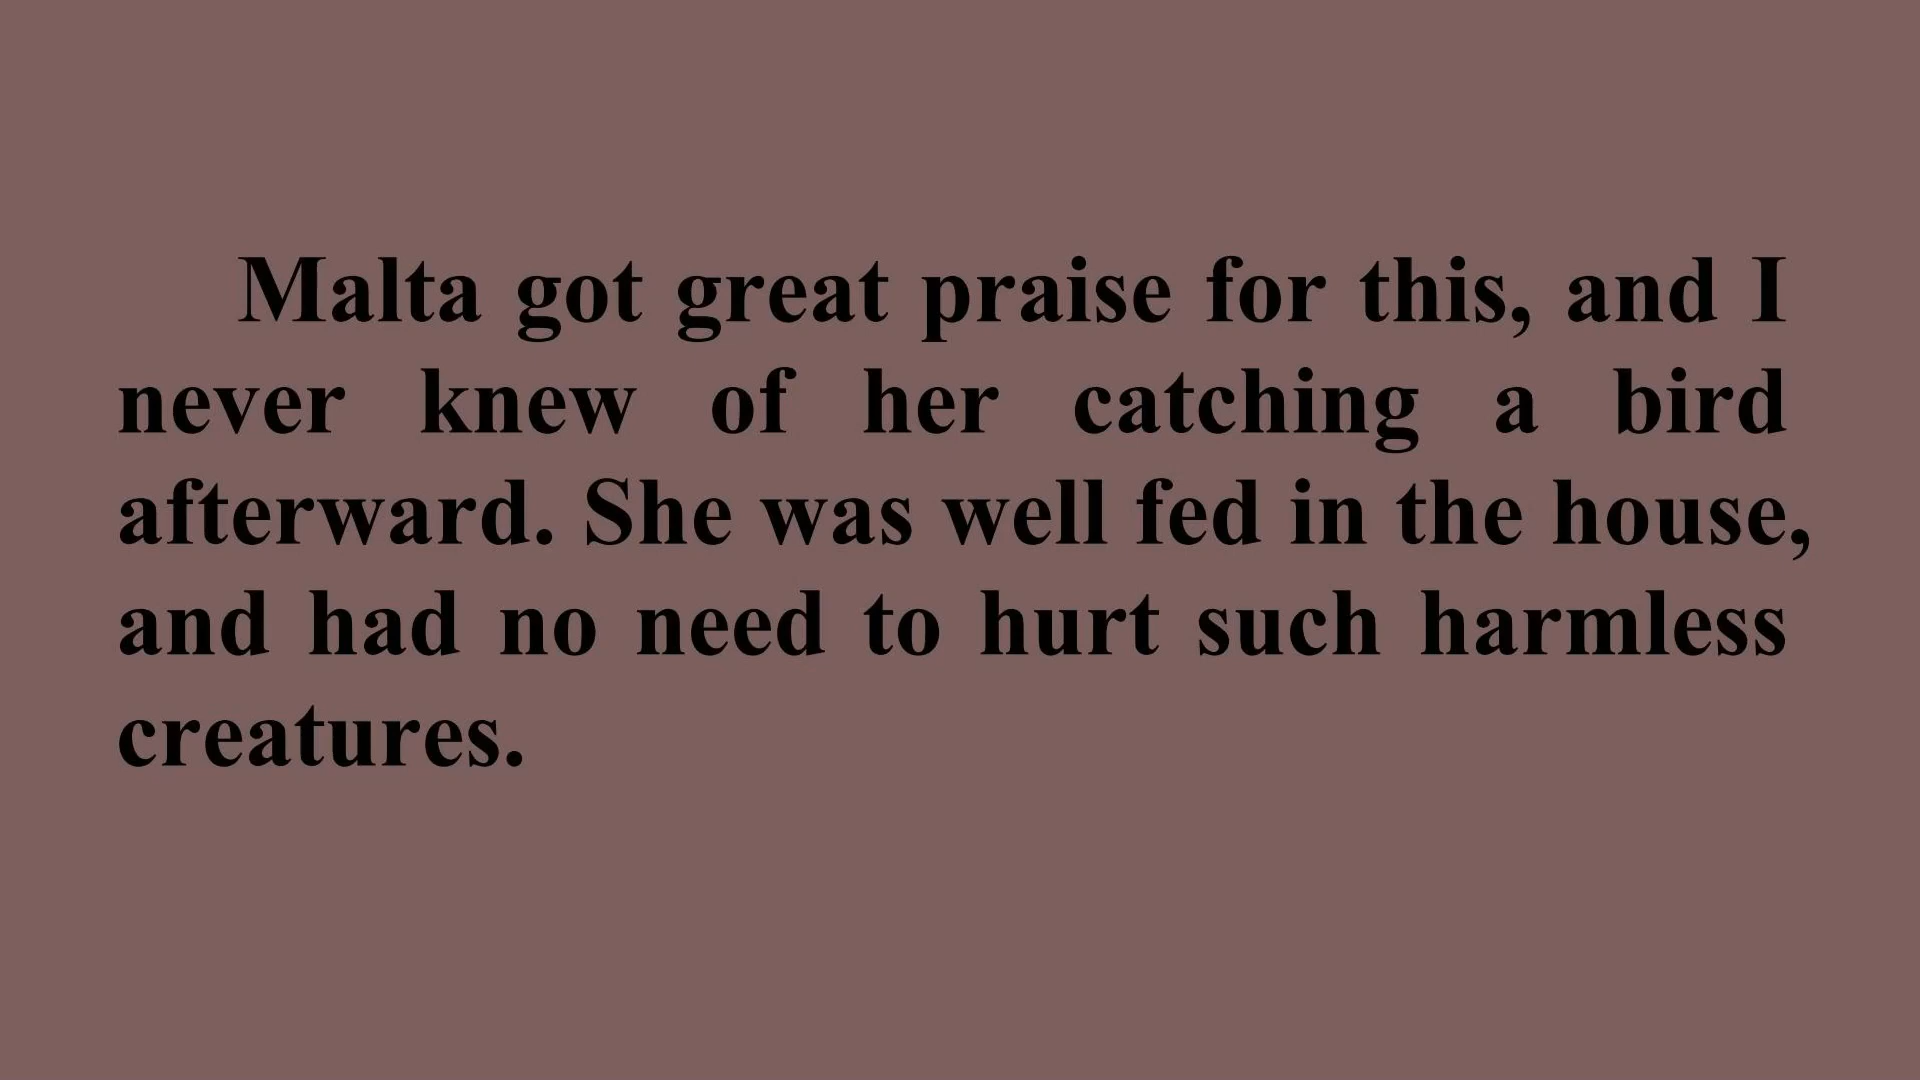 Malta got great praise for this, and I
never knew of her catching a bird
afterward. She was well fed in the house,
and had no need to hurt such harmless
creatures.